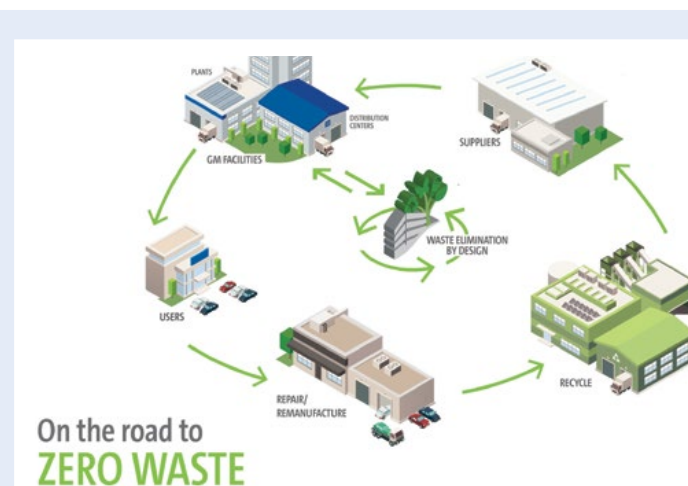 PLANTS
DISTRIBUTION
CENTERS
GM FACILITIES
SUPPLIERS
WASTE ELIMINATION
BY DESIGN
USERS
REPAIR/
REMANUFACTURE
RECYCLE
On the road to
ZERO WASTE